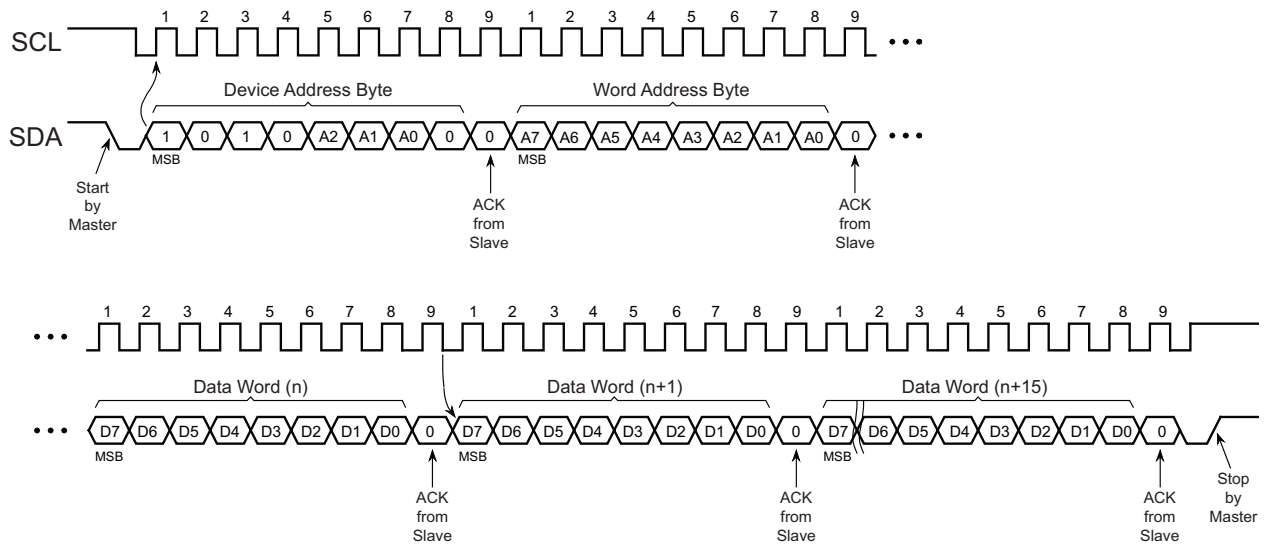 1 2 3 4 5 6 7 8 9 1 2 3 4 5 6 7 8 9
SCL
Device Address Byte Word Address Byte
SDA 1 0 1 0 A2 A1 A0 0 0 A7 A6 A5 A4 A3 A2 A1 A0 0
MSB MSB
Start
by
Master
ACK
from
Slave
ACK
from
Slave
1 2 3 4 5 6 7 8 9 1 2 3 4 5 6 7 8 9 1 2 3 4 5 6 7 8 9
Data Word (n) Data Word (n+1) Data Word (n+15)
D7 D6 D5 D4 D3 D2 D1 D0 0 D7 D6 D5 D4 D3 D2 D1 D0 0 D7 D6 D5 D4 D3 D2 D1 D0 0
MSB MSB MSB
ACK
from
Slave
ACK
from
Slave
ACK
from
Slave
Stop
by
Master